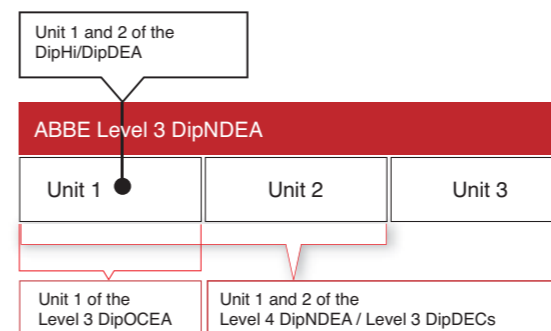 Unit 1 and 2 of the
DipHi/DipDEA
ABBE Level 3 DipNDEA
Unit 1
Unit 2
Unit 3
Unit 1 of the
Level 3 DipOCEA
Unit 1 and 2 of the
Level 4 DipNDEA / Level 3 DipDECs